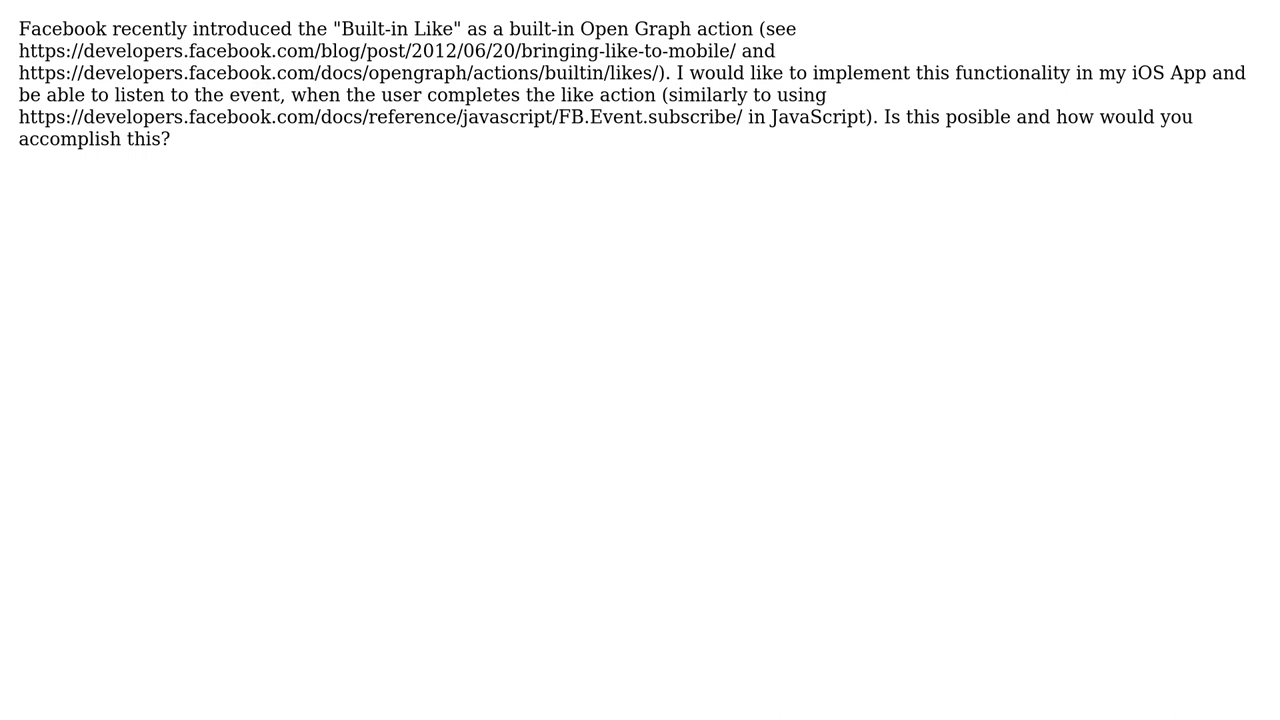 Facebook recently introduced the "Built-in Like" as a built-in Open Graph action (see
https://developers.facebook.com/blog/post/2012/06/20/bringing-like-to-mobile/ and
https://developers.facebook.com/docs/opengraph/actions/builtin/likes/). I would like to implement this functionality in my iOS App and
be able to listen to the event, when the user completes the like action (similarly to using
https://developers.facebook.com/docs/reference/javascript/FB.Event.subscribe/ in JavaScript). Is this posible and how would you
accomplish this?